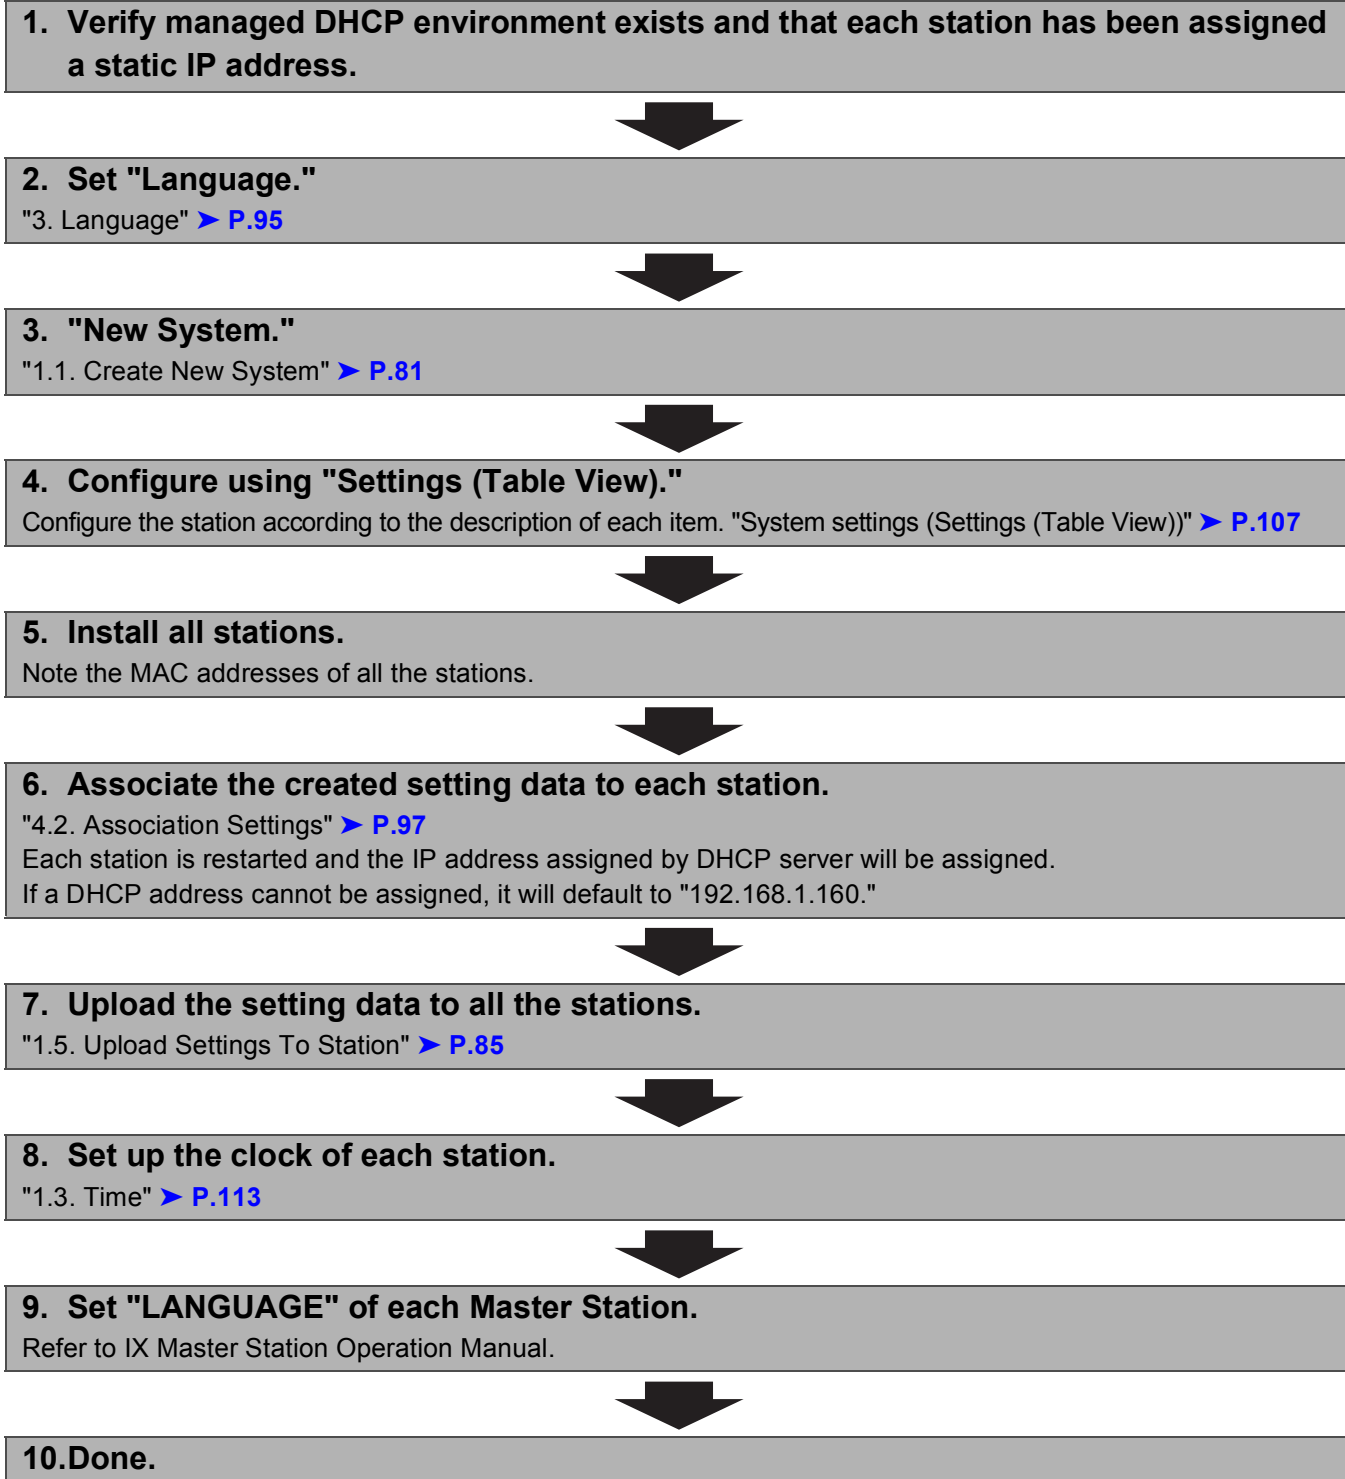 1. Verify managed DHCP environment exists and that each station has been assigned
a static IP address.
2. Set "Language."
"3. Language" ➤ P.95
3. "New System."
"1.1. Create New System" ➤ P.81
4. Configure using "Settings (Table View)."
Configure the station according to the description of each item. "System settings (Settings (Table View))" ➤ P.107
5. Install all stations.
Note the MAC addresses of all the stations.
6. Associate the created setting data to each station.
"4.2. Association Settings" ➤ P.97
Each station is restarted and the IP address assigned by DHCP server will be assigned.
If a DHCP address cannot be assigned, it will default to "192.168.1.160."
7. Upload the setting data to all the stations.
"1.5. Upload Settings To Station" ➤ P.85
8. Set up the clock of each station.
"1.3. Time" ➤ P.113
9. Set "LANGUAGE" of each Master Station.
Refer to IX Master Station Operation Manual.
10.Done.